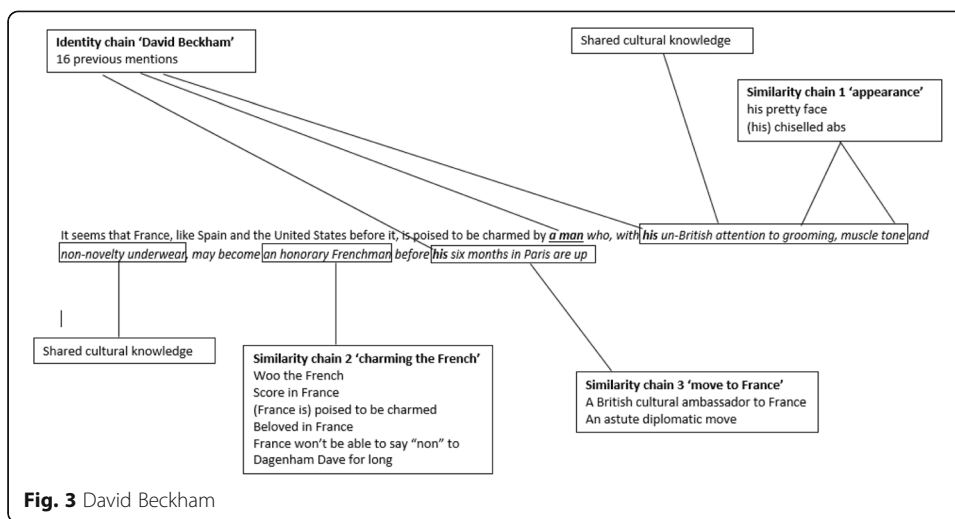 Identity chain 'David Beckham'
16 previous mentions
Shared cultural knowledge
Similarity chain 1 'appearance'
his pretty face
(his) chiselled abs
It seems that France, like Spain and the United States before it, is poised to be charmed by a man who, with his un-British attention to grooming, muscle tone and
non-novelty underwear, may become an honorary Frenchman before his six months in Paris are up
Shared cultural knowledge
Similarity chain 2 'charming the French'
Woo the French
Score in France
(France is) poised to be charmed
Beloved in France
France won't be able to say "non" to
Dagenham Dave for long
Similarity chain 3 'move to France'
A British cultural ambassador to France
An astute diplomatic move
Fig. 3 David Beckham